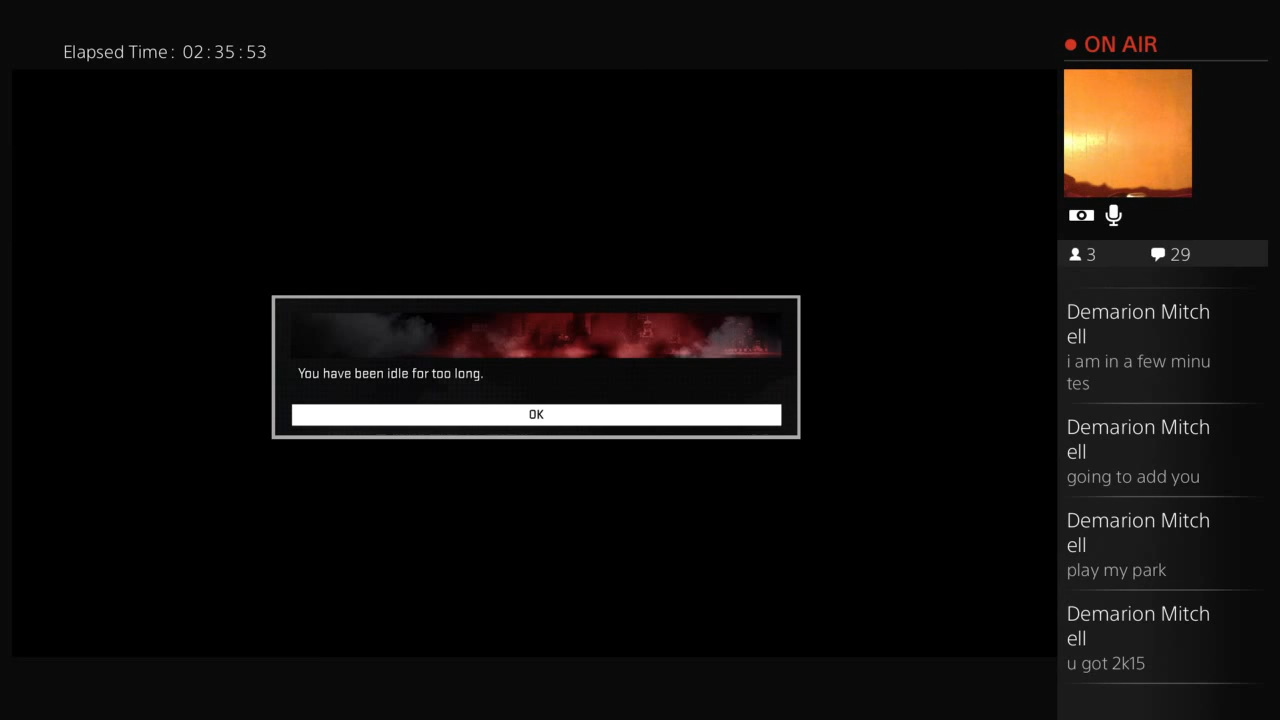 Elapsed Time: 02:35:53
ON AIR
3 29
You have been idle for too long.
OK
Demarion Mitch
ell
i am in a few minu
tes
Demarion Mitch
ell
going to add you
Demarion Mitch
ell
play my park
Demarion Mitch
ell
u got 2k15